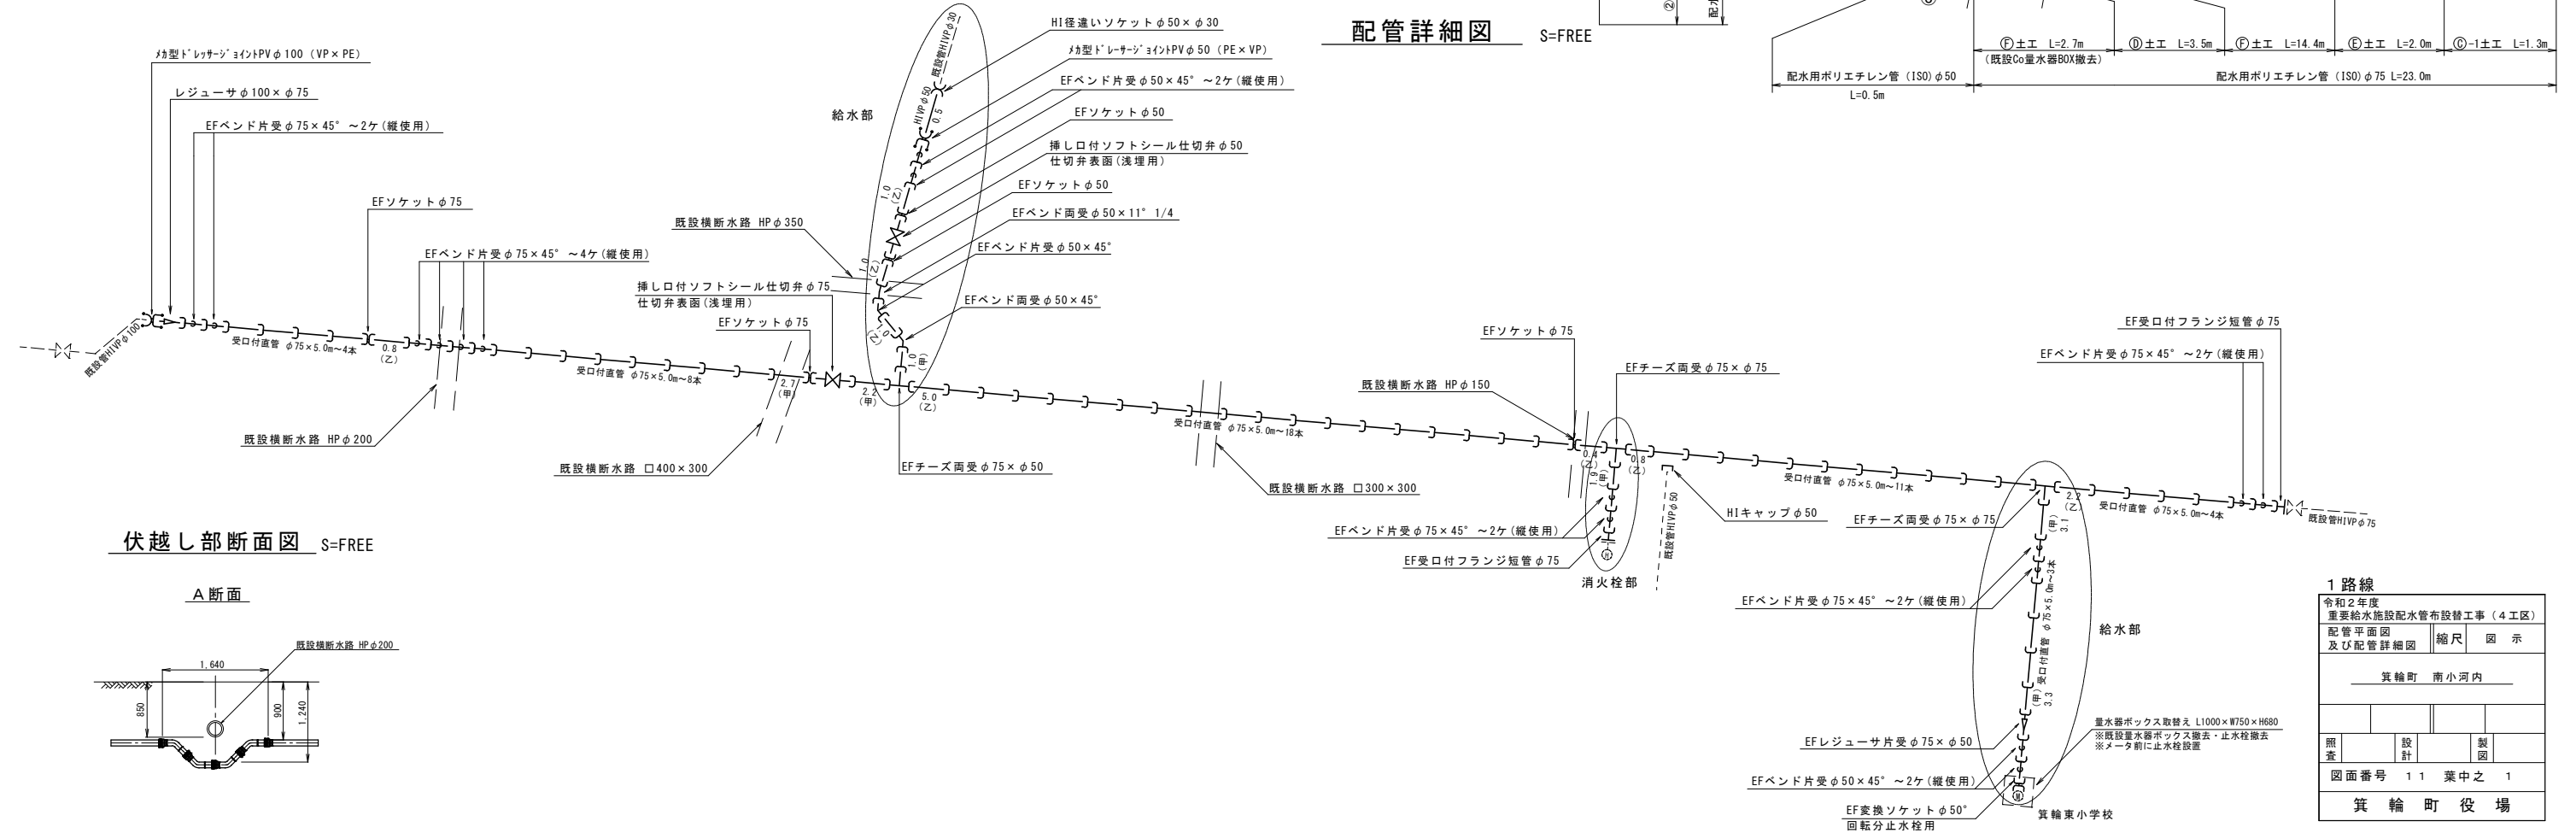 配管詳細図 S=FREE
②
配水
Ⓕ土工 L=2.7m
(既設Co量水器BOX撤去)
Ⓓ土工 L=3.5m
Ⓕ土工 L=14.4m
Ⓔ土工 L=2.0m
Ⓒ-1土工 L=1.3m
配水用ポリエチレン管 (ISO)φ50
L=0.5m
配水用ポリエチレン管 (ISO)φ75 L=23.0m
ﾒｶ型ﾄﾞﾚｯｻｰｼﾞｮｲﾝﾄPVφ100 (VP×PE)
レジューサφ100×φ75
EFベンド片受φ75×45°～2ケ(縦使用)
EFソケットφ75
EFベンド片受φ75×45°～4ケ(縦使用)
既設管HIVPφ100
受口付直管 φ75×5.0m～4本
0.8
(乙)
受口付直管 φ75×5.0m～8本
既設横断水路 HPφ200
2.7
(甲)
既設横断水路 □400×300
EFソケットφ75
挿し口付ソフトシール仕切弁φ75
仕切弁表函(浅埋用)
既設横断水路 HPφ350
給水部
既設管HIVPφ30
HIVPφ50
0.5
1.0
(乙)
1.0
(乙)
1.0
(乙)
1.0
(甲)
HI径違いソケットφ50×φ30
ﾒｶ型ﾄﾞﾚｰｻｰｼﾞｮｲﾝﾄPVφ50 (PE×VP)
EFベンド片受φ50×45°～2ケ(縦使用)
EFソケットφ50
挿し口付ソフトシール仕切弁φ50
仕切弁表函(浅埋用)
EFソケットφ50
EFベンド両受φ50×11°1/4
EFベンド片受φ50×45°
EFベンド両受φ50×45°
2.2
(甲)
5.0
(乙)
EFチーズ両受φ75×φ50
受口付直管 φ75×5.0m～18本
既設横断水路 □300×300
EFソケットφ75
既設横断水路 HPφ150
EFチーズ両受φ75×φ75
0.4
(乙)
0.8
(乙)
1.9
(甲)
EFベンド片受φ75×45°～2ケ(縦使用)
EF受口付フランジ短管φ75
H
消火栓部
既設管HIVPφ50
HIキャップφ50
受口付直管 φ75×5.0m～11本
EFチーズ両受φ75×φ75
2.2
(乙)
受口付直管 φ75×5.0m～4本
EF受口付フランジ短管φ75
EFベンド片受φ75×45°～2ケ(縦使用)
既設管HIVPφ75
(甲)
3.1
EFベンド片受φ75×45°～2ケ(縦使用)
受口付直管 φ75×5.0m～3本
(甲)
3.3
給水部
EFレジューサ片受φ75×φ50
EFベンド片受φ50×45°～2ケ(縦使用)
EF変換ソケットφ50°
回転分止水栓用
M
箕輪東小学校
量水器ボックス取替え L1000×W750×H680
※既設量水器ボックス撤去・止水栓撤去
※メータ前に止水栓設置
伏越し部断面図 S=FREE
A断面
既設横断水路 HPφ200
1,640
850
900
1,240
1路線
令和2年度
重要給水施設配水管布設替工事（4工区）
配管平面図
及び配管詳細図
縮尺 図示
箕輪町 南小河内
照査 設計 製図
図面番号 11 葉中之 1
箕輪町役場